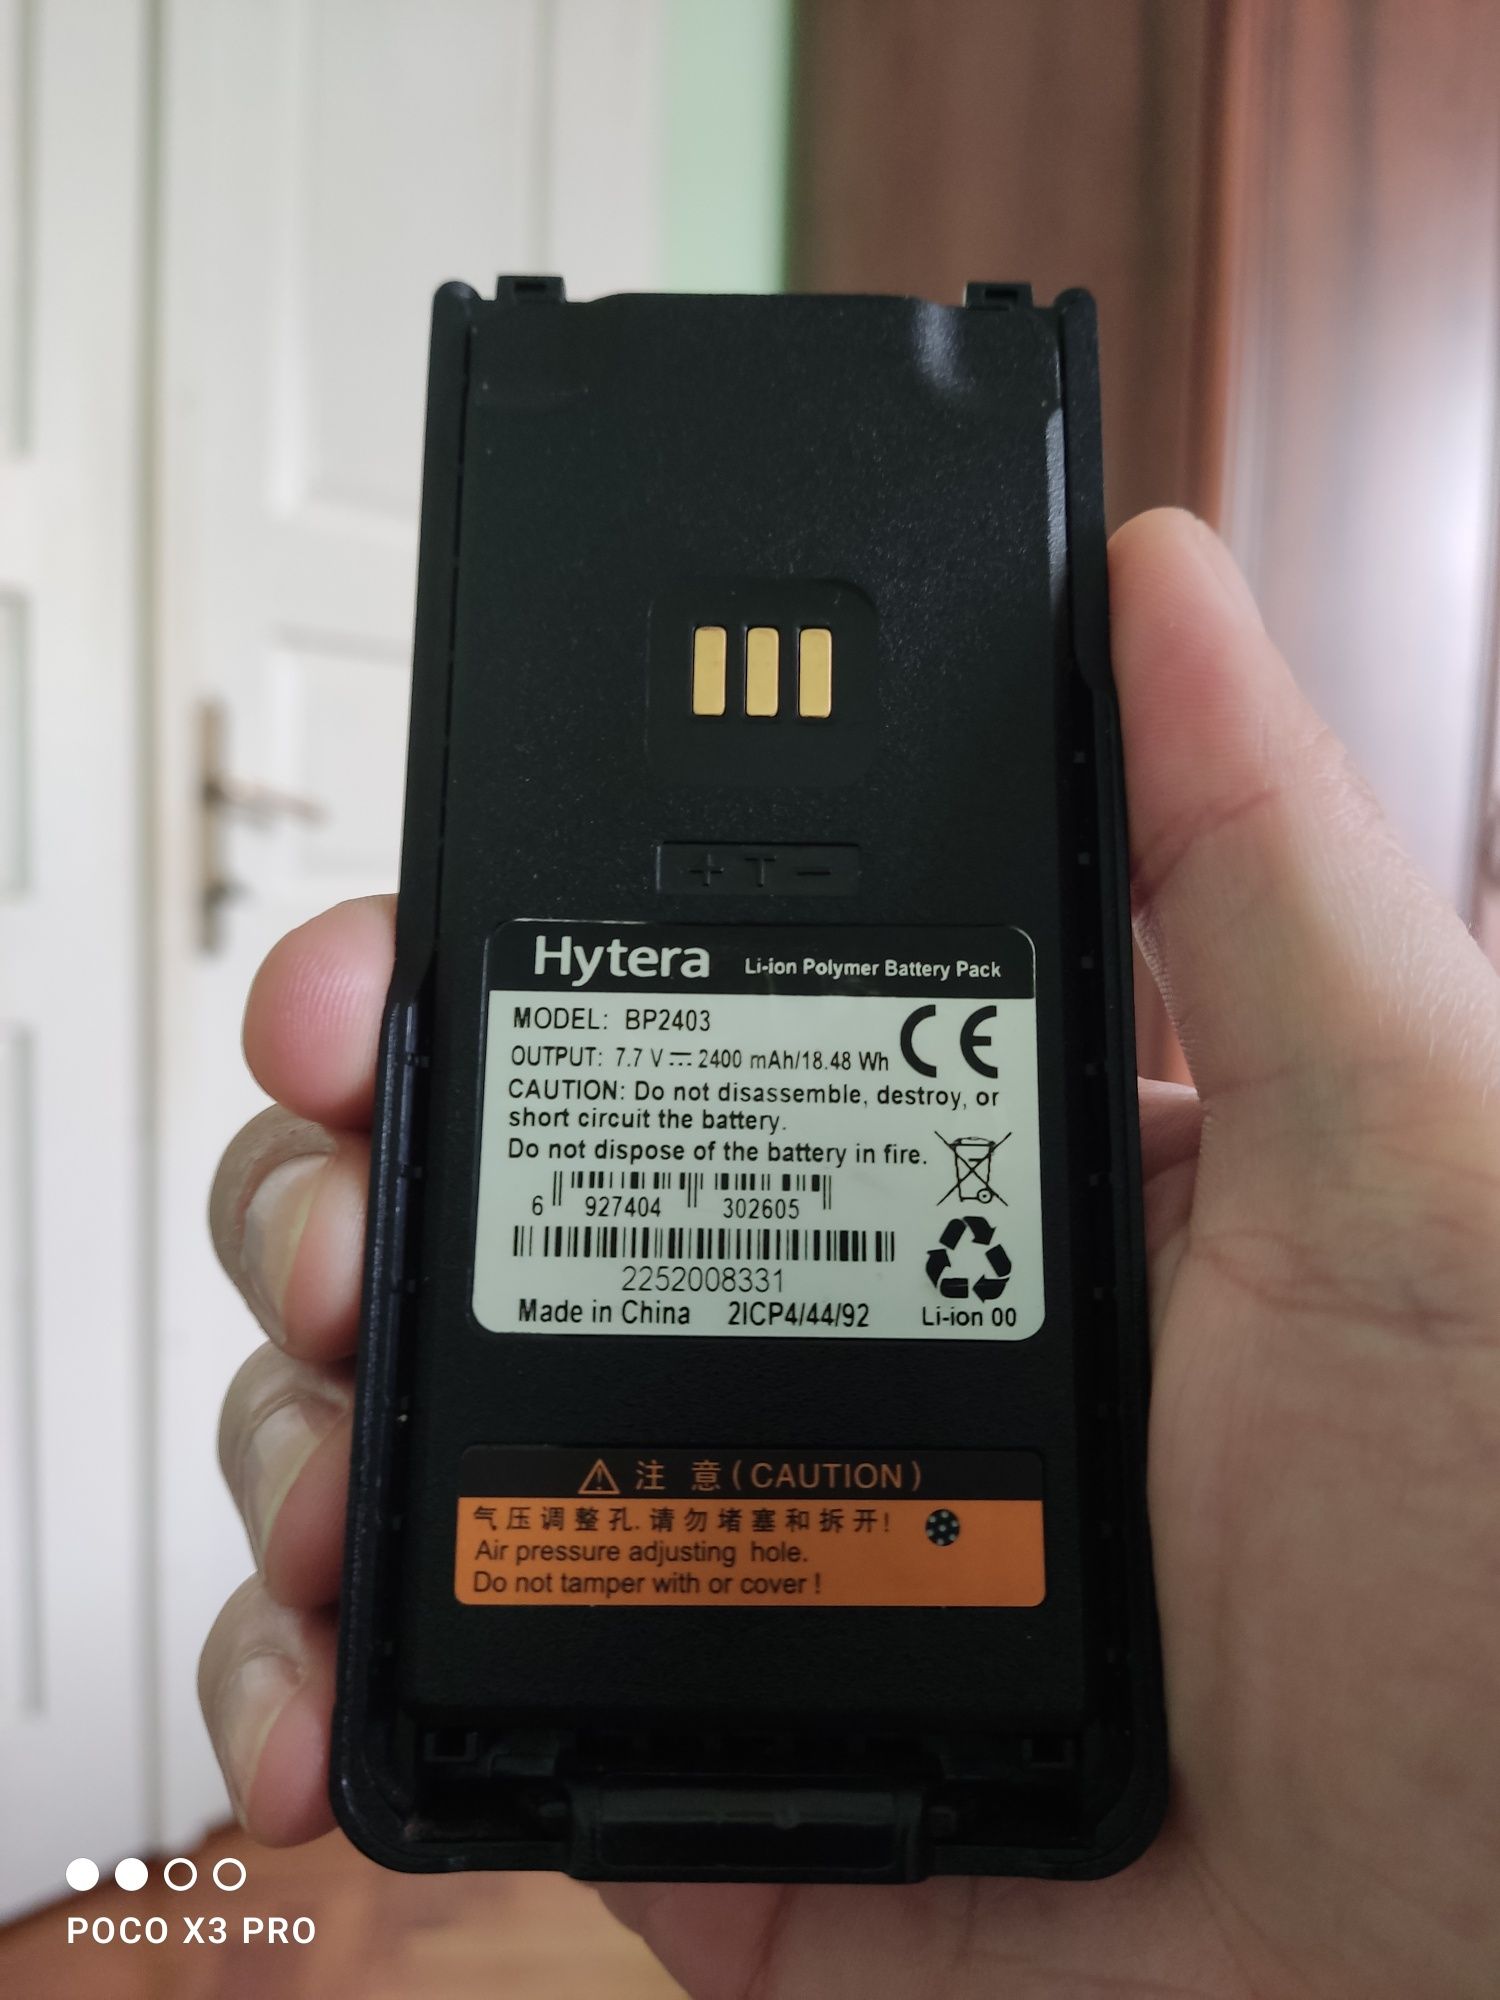 + T −
Hytera Li-ion Polymer Battery Pack
MODEL: BP2403
OUTPUT: 7.7 V ⎓ 2400 mAh/18.48 Wh CE
CAUTION: Do not disassemble, destroy, or
short circuit the battery.
Do not dispose of the battery in fire.
6 927404 302605
2252008331
Made in China 2ICP4/44/92 Li-ion 00
注 意 (CAUTION)
气压调整孔.请勿堵塞和拆开!
Air pressure adjusting hole.
Do not tamper with or cover !
POCO X3 PRO